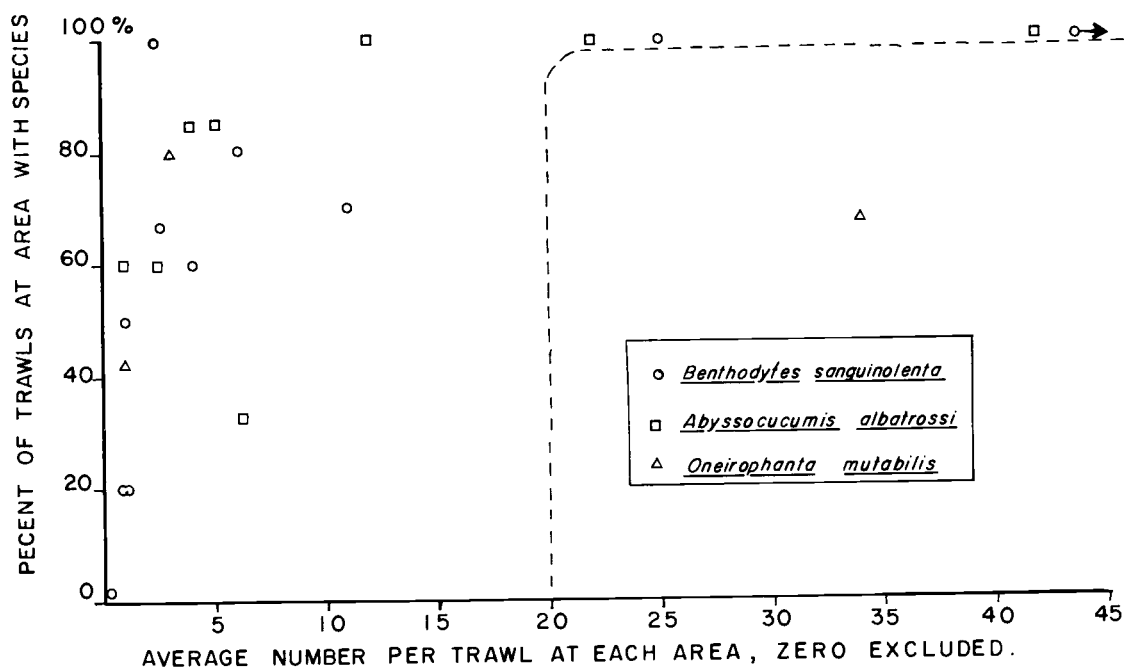 PECENT OF TRAWLS AT AREA WITH SPECIES
100 %
80
60
40
20
0
Benthodytes sanguinolenta
Abyssocucumis albatrossi
Oneirophanta mutabilis
5 10 15 20 25 30 35 40 45
AVERAGE NUMBER PER TRAWL AT EACH AREA, ZERO EXCLUDED.